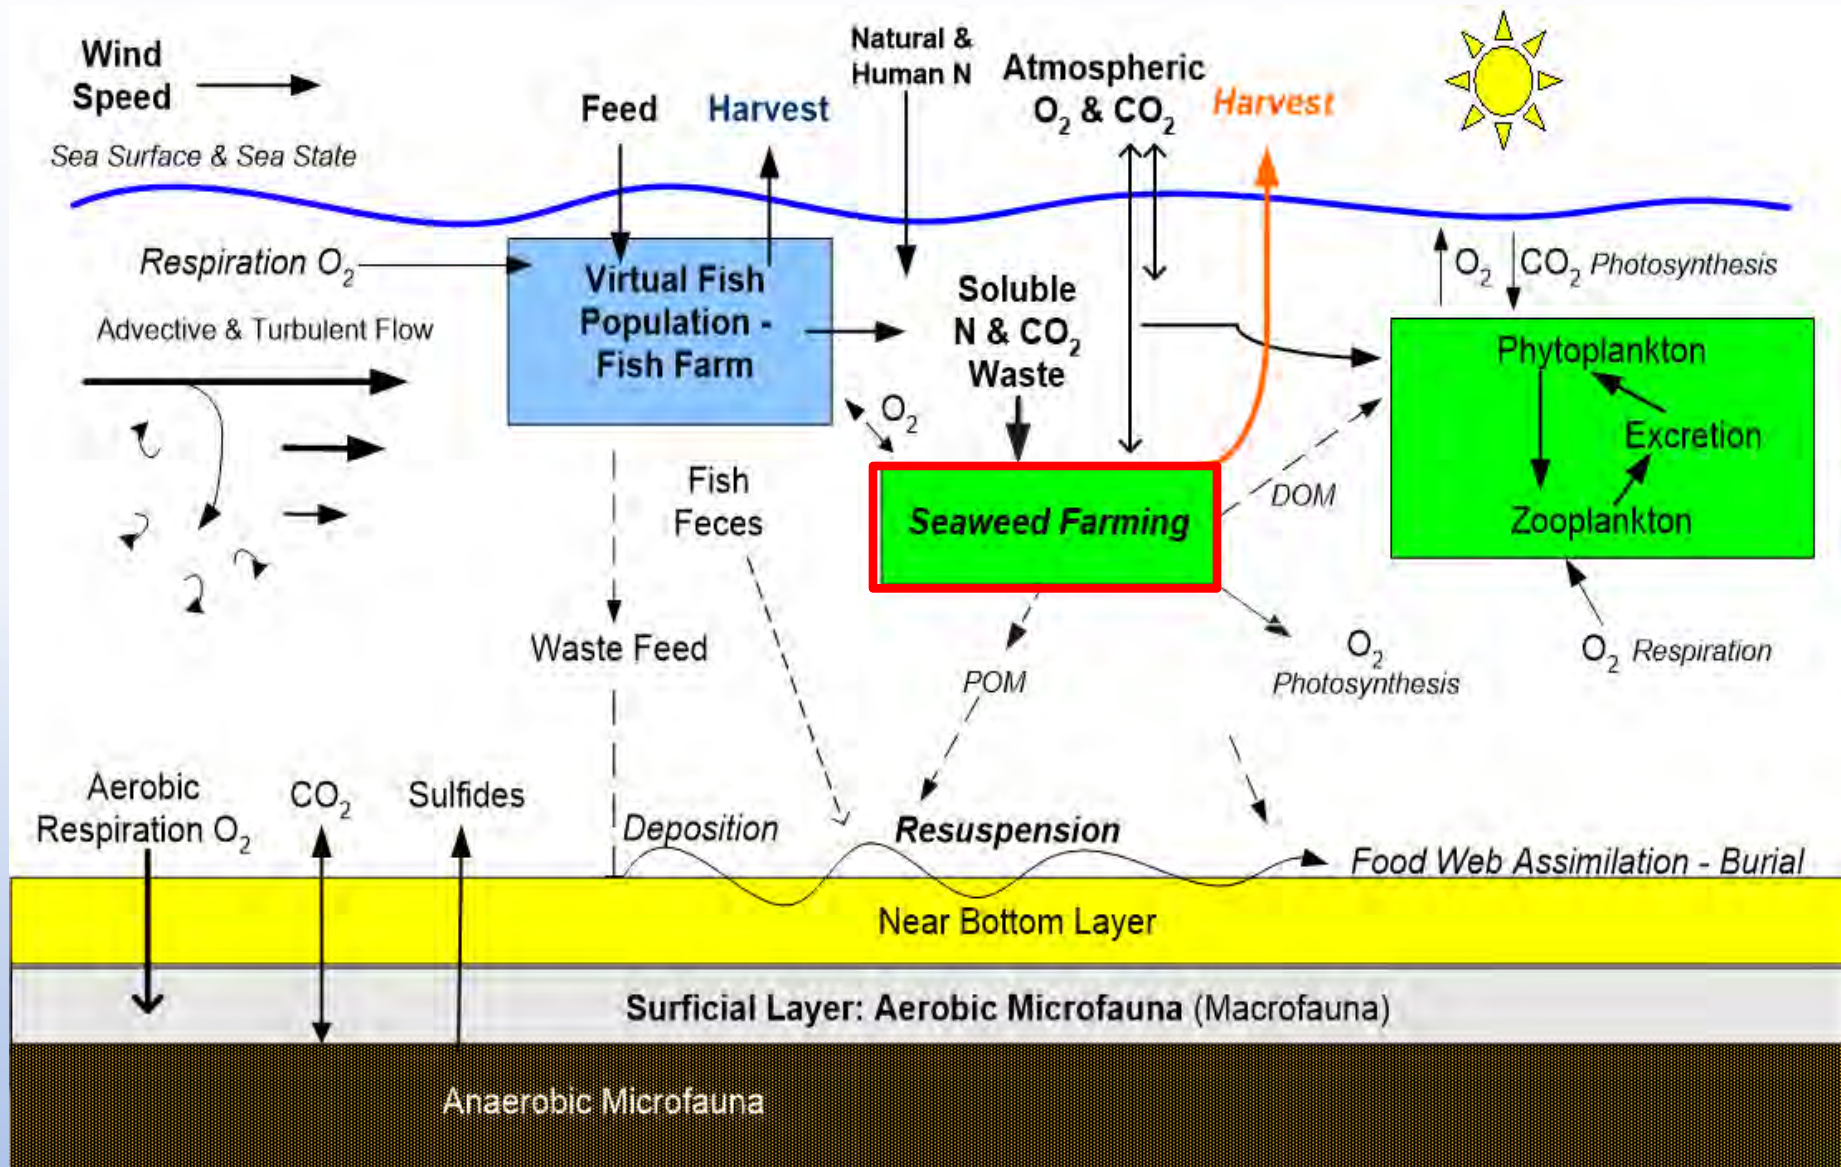 Wind
Speed
Sea Surface & Sea State
Feed
Harvest
Natural &
Human N
Atmospheric
O₂ & CO₂
Harvest
Respiration O₂
Advective & Turbulent Flow
Virtual Fish
Population -
Fish Farm
Soluble
N & CO₂
Waste
O₂
CO₂ Photosynthesis
Phytoplankton
Excretion
Zooplankton
O₂
Fish
Feces
Seaweed Farming
DOM
Waste Feed
POM
O₂
Photosynthesis
O₂ Respiration
Aerobic
Respiration O₂
CO₂
Sulfides
Deposition
Resuspension
Food Web Assimilation - Burial
Near Bottom Layer
Surficial Layer: Aerobic Microfauna (Macrofauna)
Anaerobic Microfauna